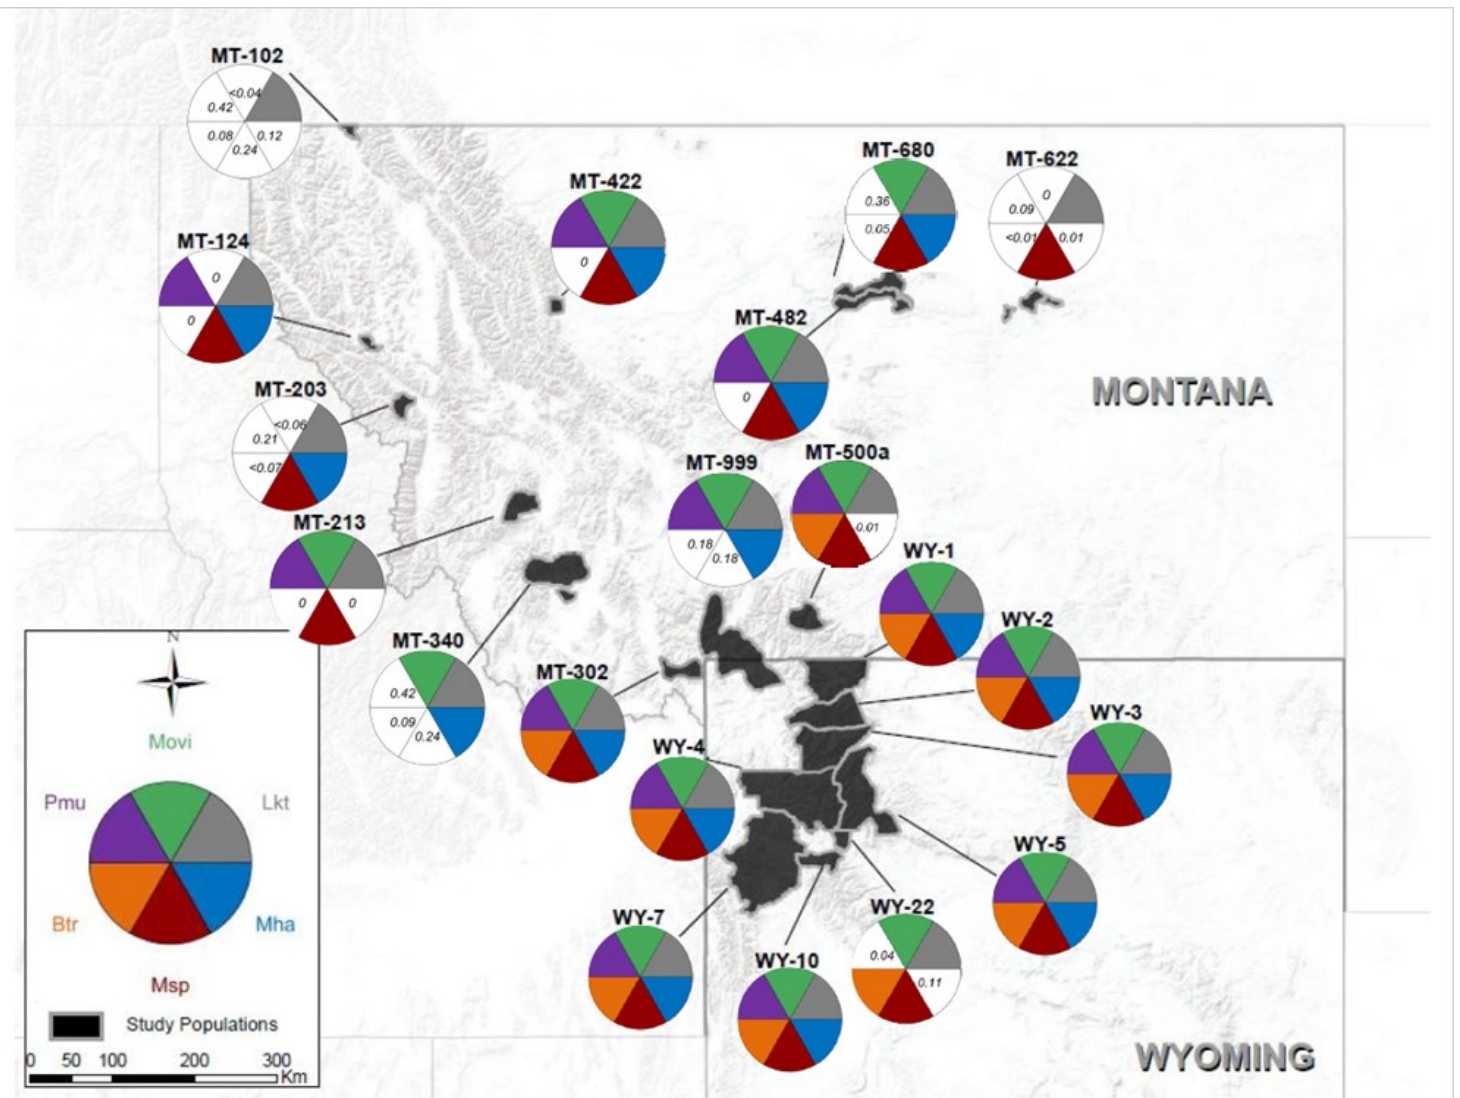 MT-102
<0.04
0.42
0.08
0.12
0.24
MT-422
0
MT-680
0.36
0.05
MT-622
0
0.09
<0.01
0.01
MT-124
0
0
MT-482
0
MONTANA
MT-203
<0.06
0.21
<0.07
MT-999
0.18
0.18
MT-500a
0.01
MT-213
0
0
WY-1
WY-2
MT-340
0.42
0.09
0.24
MT-302
WY-3
WY-4
WY-5
WY-7
WY-10
WY-22
0.04
0.11
WYOMING
N
Movi
Pmu
Lkt
Btr
Mha
Msp
Study Populations
0 50 100 200 300
Km